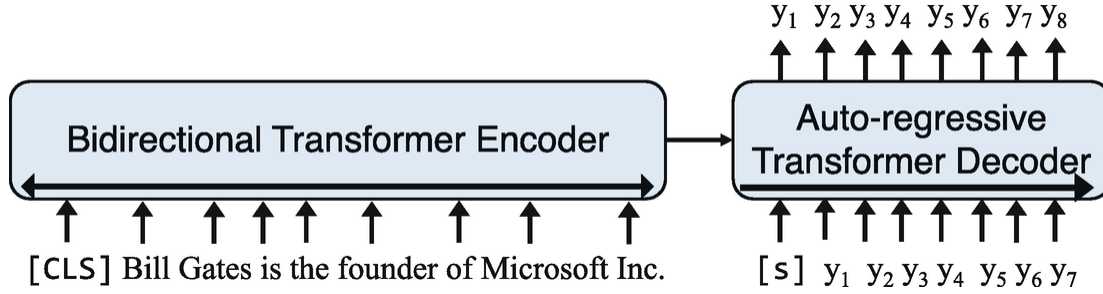 y1 y2 y3 y4 y5 y6 y7 y8
Bidirectional Transformer Encoder
Auto-regressive
Transformer Decoder
[CLS] Bill Gates is the founder of Microsoft Inc.
[s] y1 y2 y3 y4 y5 y6 y7